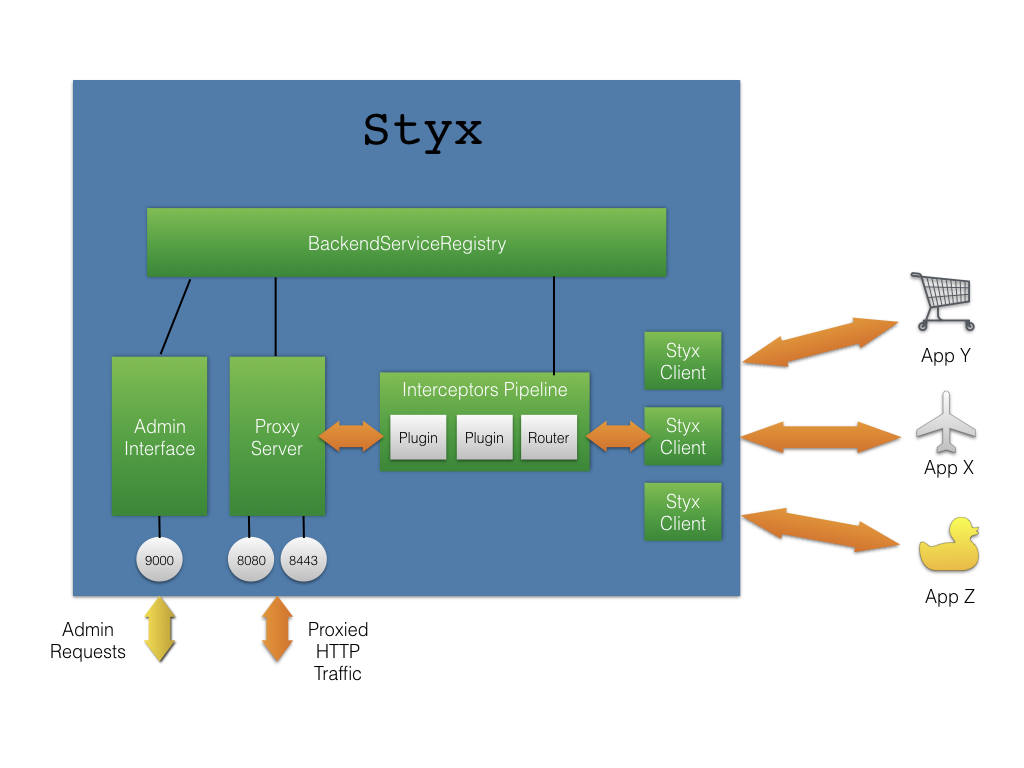 Styx
BackendServiceRegistry
Admin
Interface
Proxy
Server
Interceptors Pipeline
Plugin
Plugin
Router
Styx
Client
Styx
Client
Styx
Client
App Y
App X
App Z
9000
8080
8443
Admin
Requests
Proxied
HTTP
Traffic